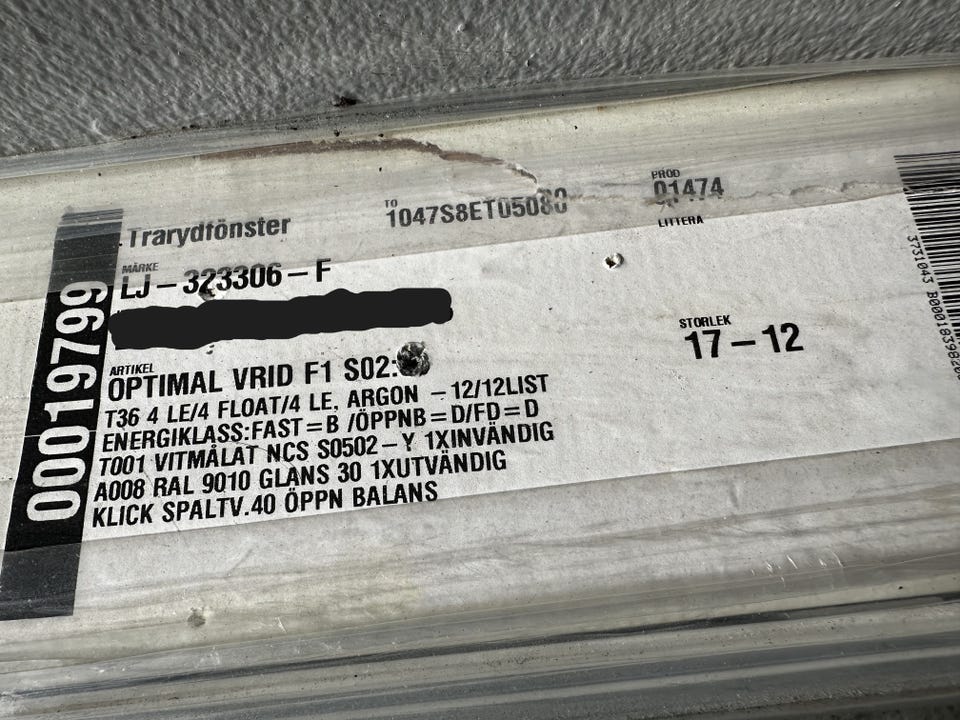 Trarydfönster
TO
1047S8ET05080
PROD
01474
LITTERA
MÄRKE
LJ-323306-F
STORLEK
17-12
ARTIKEL
OPTIMAL VRID F1 S02:
T36 4 LE/4 FLOAT/4 LE, ARGON -12/12LIST
ENERGIKLASS:FAST=B /ÖPPNB=D/FD=D
T001 VITMÅLAT NCS S0502-Y 1XINVÄNDIG
A008 RAL 9010 GLANS 30 1XUTVÄNDIG
KLICK SPALTV.40 ÖPPN BALANS
00019799
3731043